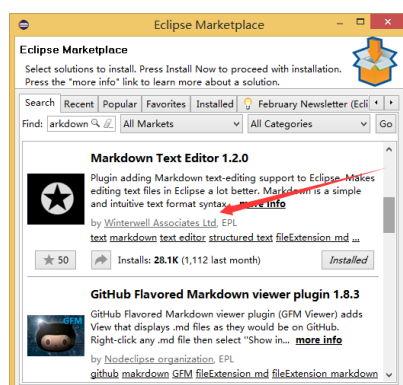 Eclipse Marketplace
Eclipse Marketplace
Select solutions to install. Press Install Now to proceed with installation.
Press the "more info" link to learn more about a solution.
Search Recent Popular Favorites Installed February Newsletter (Ecli
Find: arkdown All Markets All Categories Go
Markdown Text Editor 1.2.0
Plugin adding Markdown text-editing support to Eclipse. Makes
editing text files in Eclipse a lot better. Markdown is a simple
and intuitive text format syntax... more info
by Winterwell Associates Ltd, EPL
text markdown text editor structured text fileExtension md ...
50 Installs: 28.1K (1,112 last month) Installed
GitHub Flavored Markdown viewer plugin 1.8.3
GitHub Flavored Markdown viewer plugin (GFM Viewer) adds
View that displays .md files as they would be on GitHub.
Right-click any .md file then select "Show in... more info
GFM
by Nodeclipse organization, EPL
github makrdown GFM fileExtension md fileExtension markdown